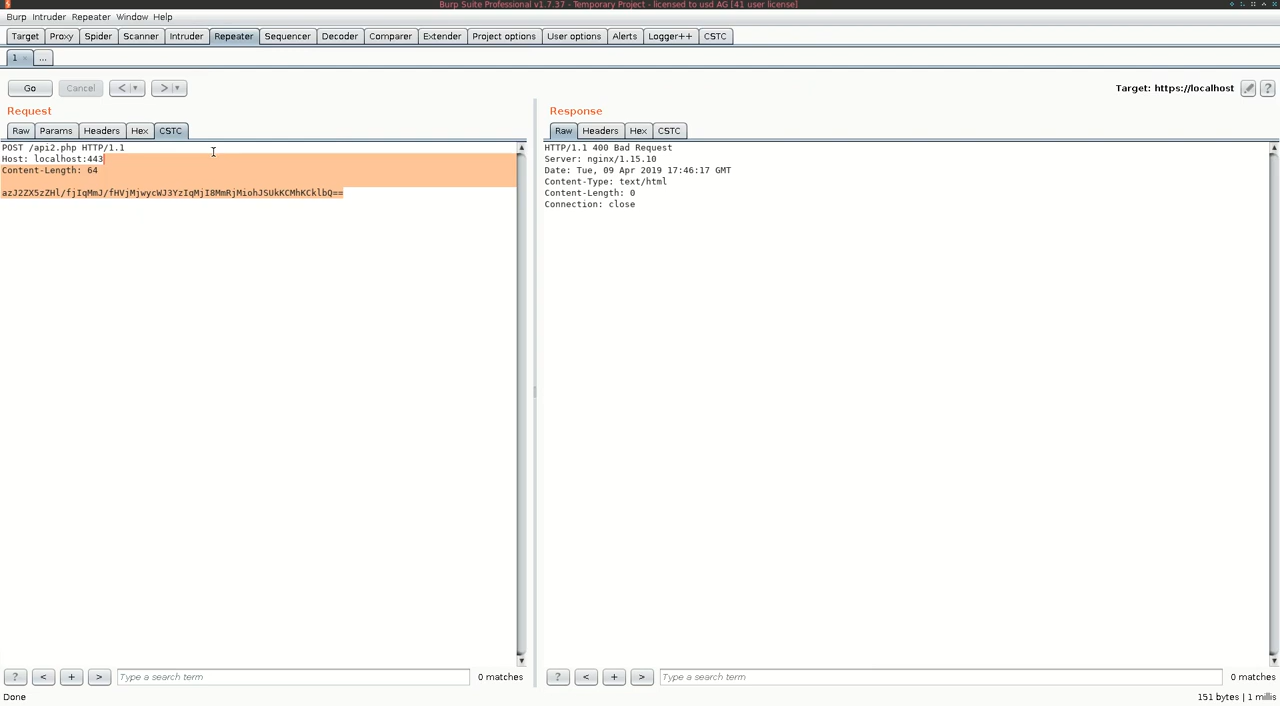 Burp Suite Professional v1.7.37 - Temporary Project - licensed to usd AG [41 user license]
Burp Intruder Repeater Window Help
Target Proxy Spider Scanner Intruder Repeater Sequencer Decoder Comparer Extender Project options User options Alerts Logger++ CSTC
1 × ...
Go Cancel < > Target: https://localhost ?
Request
Raw Params Headers Hex CSTC
POST /api2.php HTTP/1.1
Host: localhost:443
Content-Length: 64
azJ2ZX5zZHl/fjIqMmJ/fHVjMjwycWJ3YzIqMjI8MmRjMiohJSUkKCMhKCklbQ==
? < + > Type a search term 0 matches
Response
Raw Headers Hex CSTC
HTTP/1.1 400 Bad Request
Server: nginx/1.15.10
Date: Tue, 09 Apr 2019 17:46:17 GMT
Content-Type: text/html
Content-Length: 0
Connection: close
? < + > Type a search term 0 matches
Done 151 bytes | 1 millis